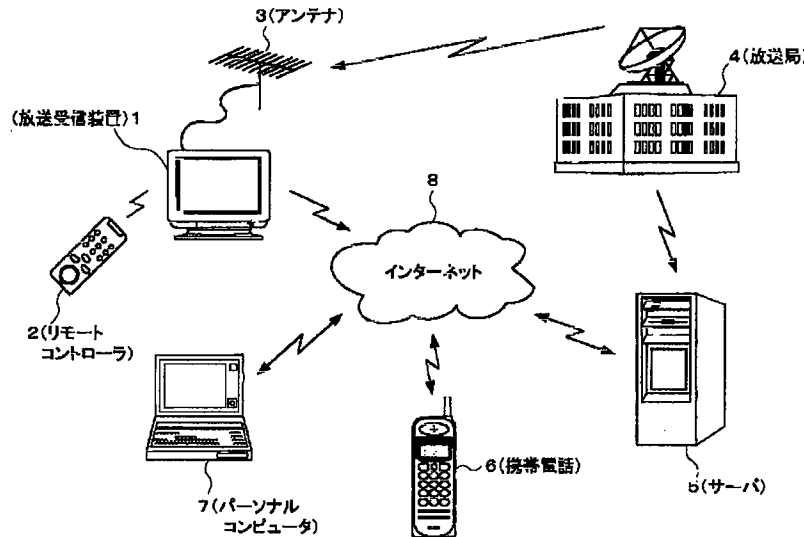 3(アンテナ)
4(放送局)
(放送受信装置)1
8
インターネット
2(リモート
コントローラ)
6(携帯電話)
5(サーバ)
7(パーソナル
コンピュータ)